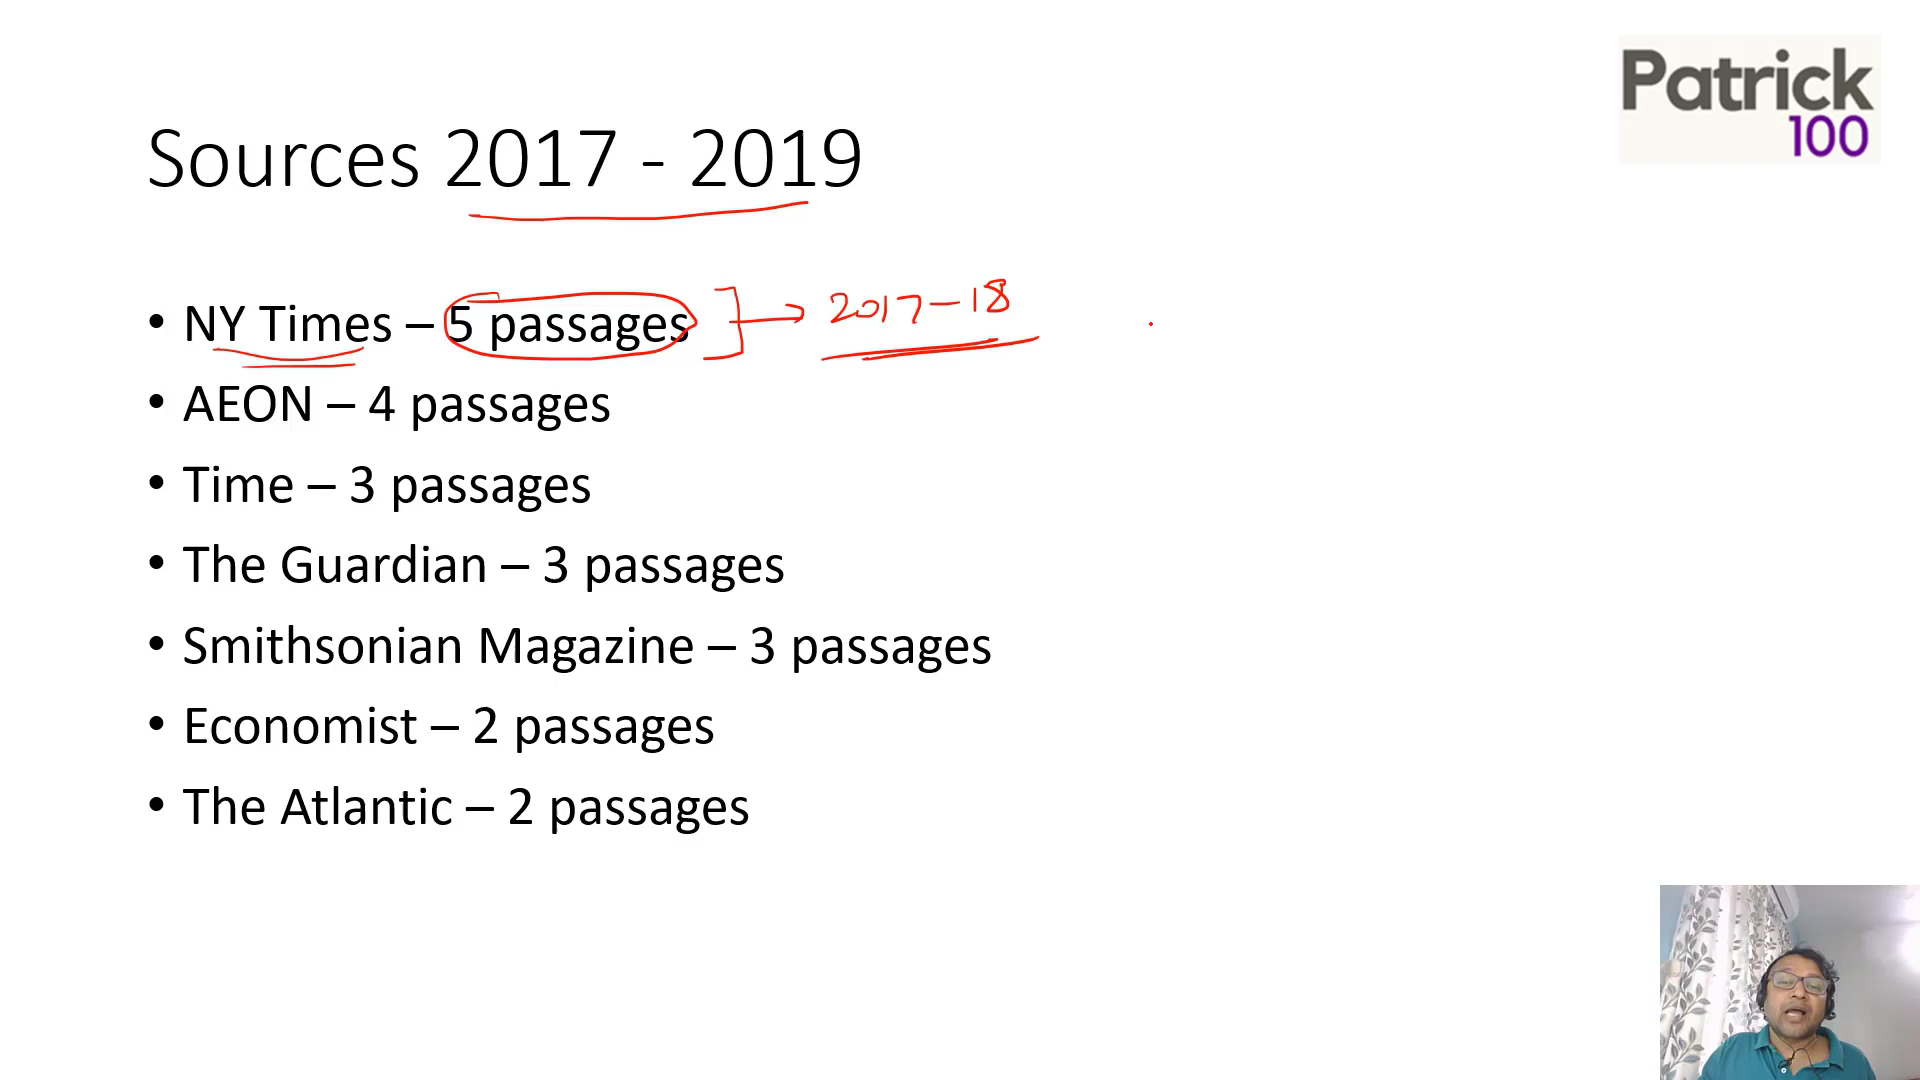 Patrick
100
Sources 2017 - 2019
• NY Times – 5 passages → 2017-18
• AEON – 4 passages
• Time – 3 passages
• The Guardian – 3 passages
• Smithsonian Magazine – 3 passages
• Economist – 2 passages
• The Atlantic – 2 passages